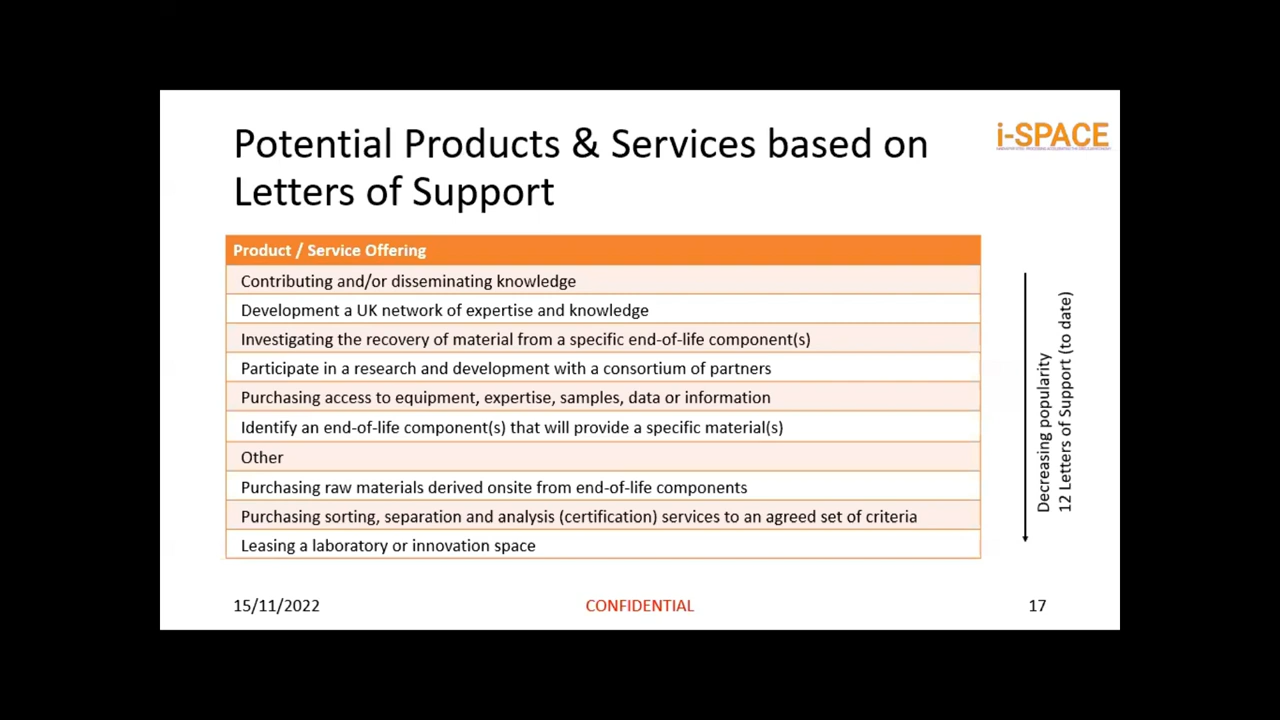 Potential Products & Services based on
Letters of Support
i-SPACE
Product / Service Offering
Contributing and/or disseminating knowledge
Development a UK network of expertise and knowledge
Investigating the recovery of material from a specific end-of-life component(s)
Participate in a research and development with a consortium of partners
Purchasing access to equipment, expertise, samples, data or information
Identify an end-of-life component(s) that will provide a specific material(s)
Other
Purchasing raw materials derived onsite from end-of-life components
Purchasing sorting, separation and analysis (certification) services to an agreed set of criteria
Leasing a laboratory or innovation space
Decreasing popularity
12 Letters of Support (to date)
15/11/2022
CONFIDENTIAL
17